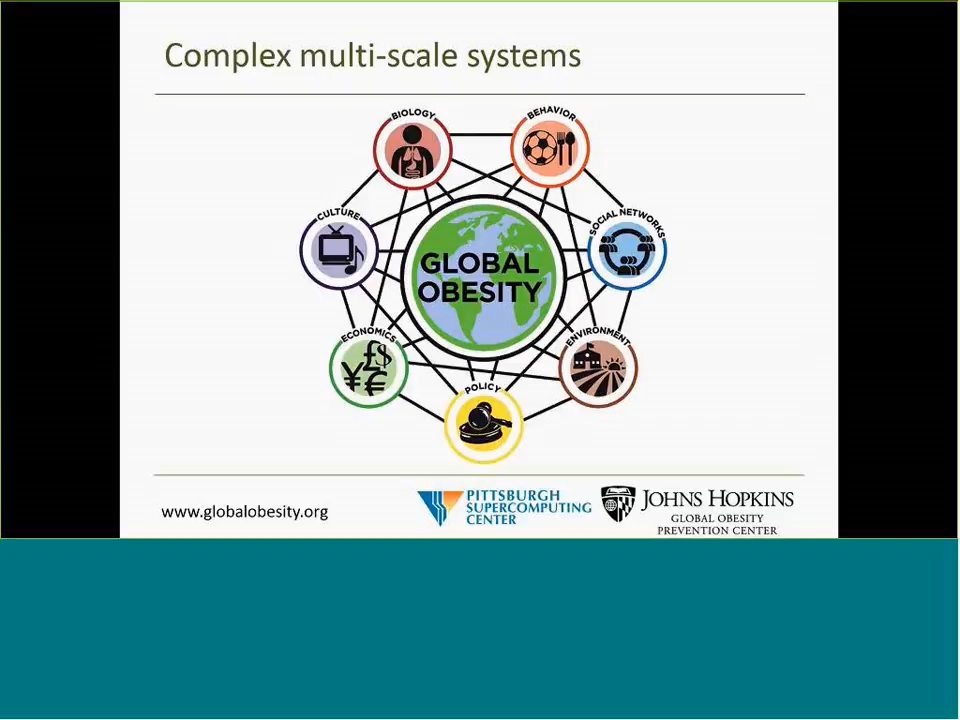 Complex multi-scale systems
BIOLOGY
BEHAVIOR
CULTURE
SOCIAL NETWORKS
GLOBAL
OBESITY
ECONOMICS
£$
¥€
ENVIRONMENT
POLICY
www.globalobesity.org
PITTSBURGH
SUPERCOMPUTING
CENTER
JOHNS HOPKINS
GLOBAL OBESITY
PREVENTION CENTER